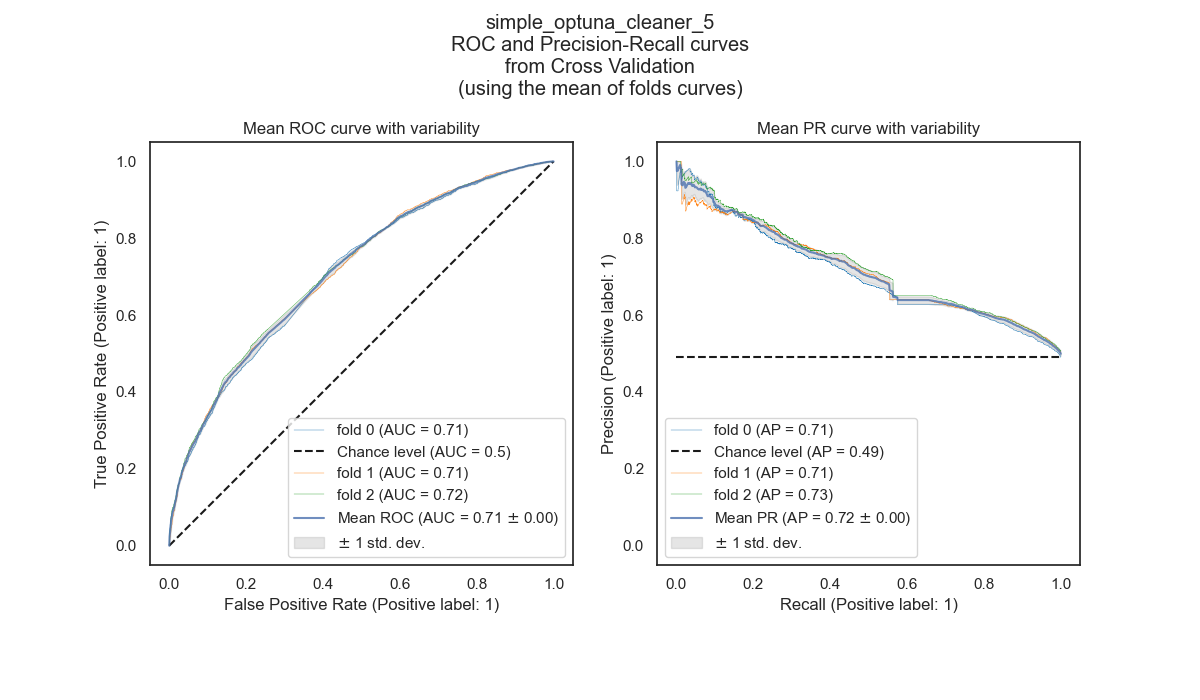 simple_optuna_cleaner_5
ROC and Precision-Recall curves
from Cross Validation
(using the mean of folds curves)
Mean ROC curve with variability
True Positive Rate (Positive label: 1)
1.0
0.8
0.6
0.4
0.2
0.0
fold 0 (AUC = 0.71)
Chance level (AUC = 0.5)
fold 1 (AUC = 0.71)
fold 2 (AUC = 0.72)
Mean ROC (AUC = 0.71 ± 0.00)
± 1 std. dev.
0.0 0.2 0.4 0.6 0.8 1.0
False Positive Rate (Positive label: 1)
Mean PR curve with variability
Precision (Positive label: 1)
1.0
0.8
0.6
0.4
0.2
0.0
fold 0 (AP = 0.71)
Chance level (AP = 0.49)
fold 1 (AP = 0.71)
fold 2 (AP = 0.73)
Mean PR (AP = 0.72 ± 0.00)
± 1 std. dev.
0.0 0.2 0.4 0.6 0.8 1.0
Recall (Positive label: 1)